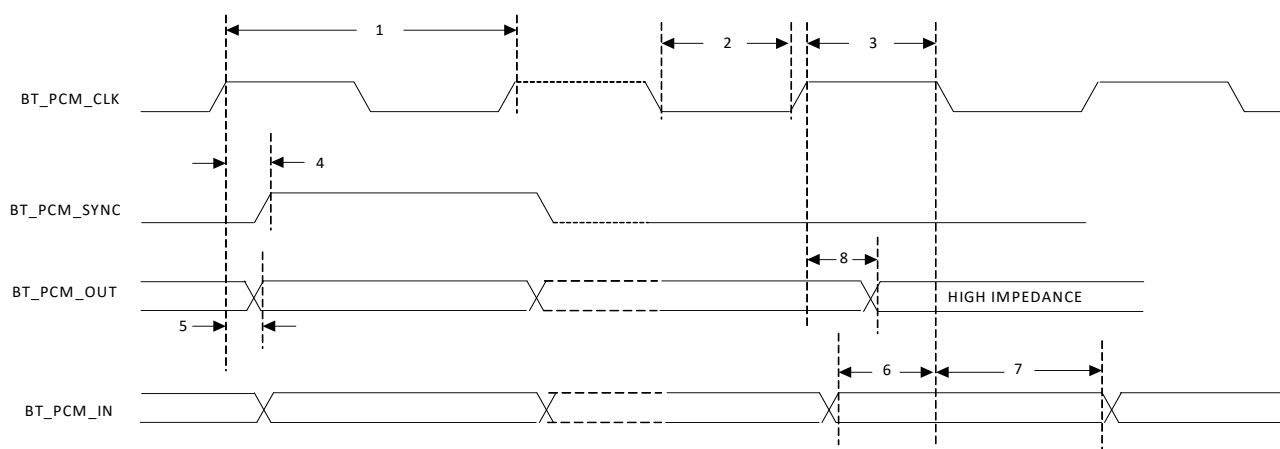 1
2
3
BT_PCM_CLK
4
BT_PCM_SYNC
8
BT_PCM_OUT
HIGH IMPEDANCE
5
6
7
BT_PCM_IN